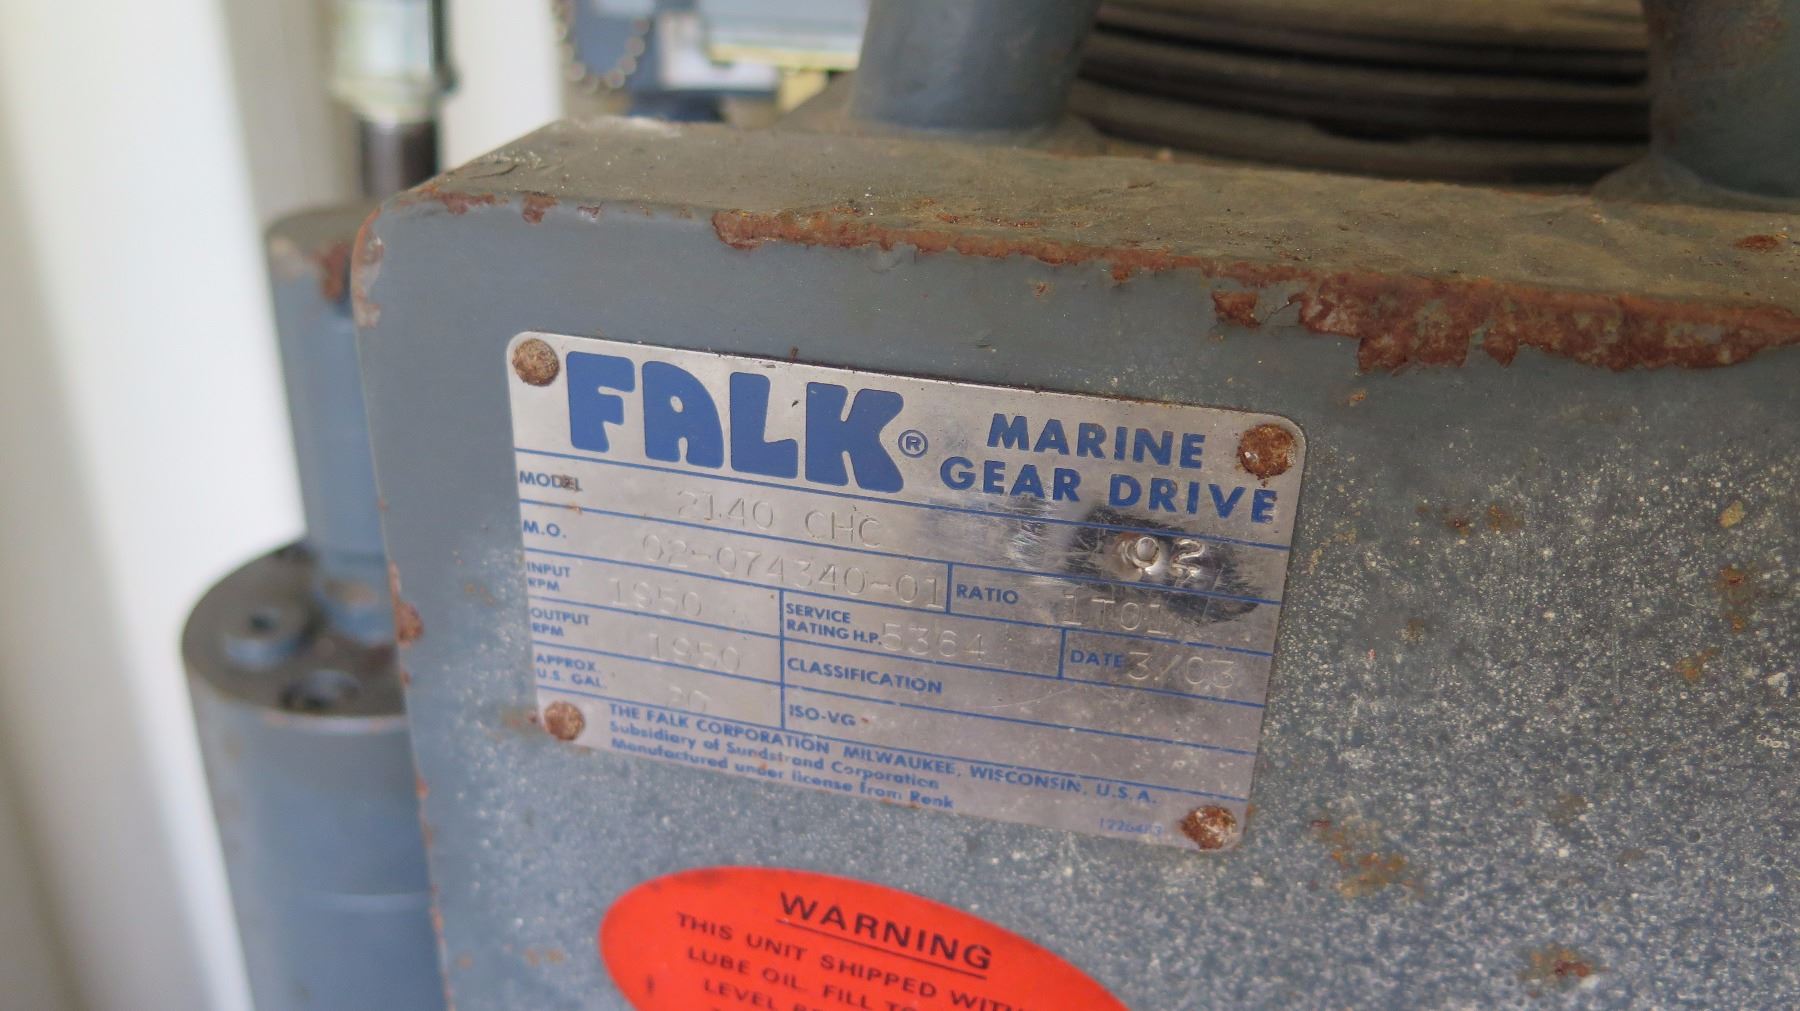 FALK® MARINE
GEAR DRIVE
MODEL 2140 CHC 02
M.O. 02-074340-01 RATIO 1TO1
INPUT RPM 1950 SERVICE RATING H.P. 5364 DATE 3/03
OUTPUT RPM 1950 CLASSIFICATION
APPROX. U.S. GAL. ISO-VG
THE FALK CORPORATION MILWAUKEE, WISCONSIN, U.S.A.
Subsidiary of Sundstrand Corporation
Manufactured under license from Renk
WARNING
THIS UNIT SHIPPED WITH
LUBE OIL. FILL TO
LEVEL